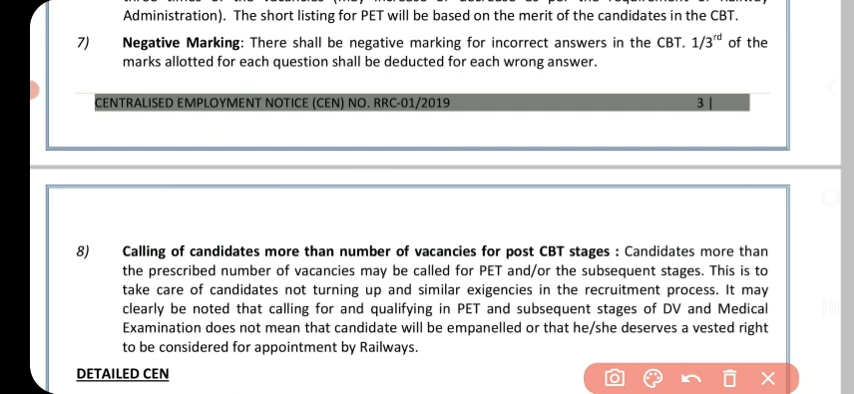 Administration). The short listing for PET will be based on the merit of the candidates in the CBT.
7) Negative Marking: There shall be negative marking for incorrect answers in the CBT. 1/3rd of the
marks allotted for each question shall be deducted for each wrong answer.
CENTRALISED EMPLOYMENT NOTICE (CEN) NO. RRC-01/2019 3 |
8) Calling of candidates more than number of vacancies for post CBT stages : Candidates more than
the prescribed number of vacancies may be called for PET and/or the subsequent stages. This is to
take care of candidates not turning up and similar exigencies in the recruitment process. It may
clearly be noted that calling for and qualifying in PET and subsequent stages of DV and Medical
Examination does not mean that candidate will be empanelled or that he/she deserves a vested right
to be considered for appointment by Railways.
DETAILED CEN